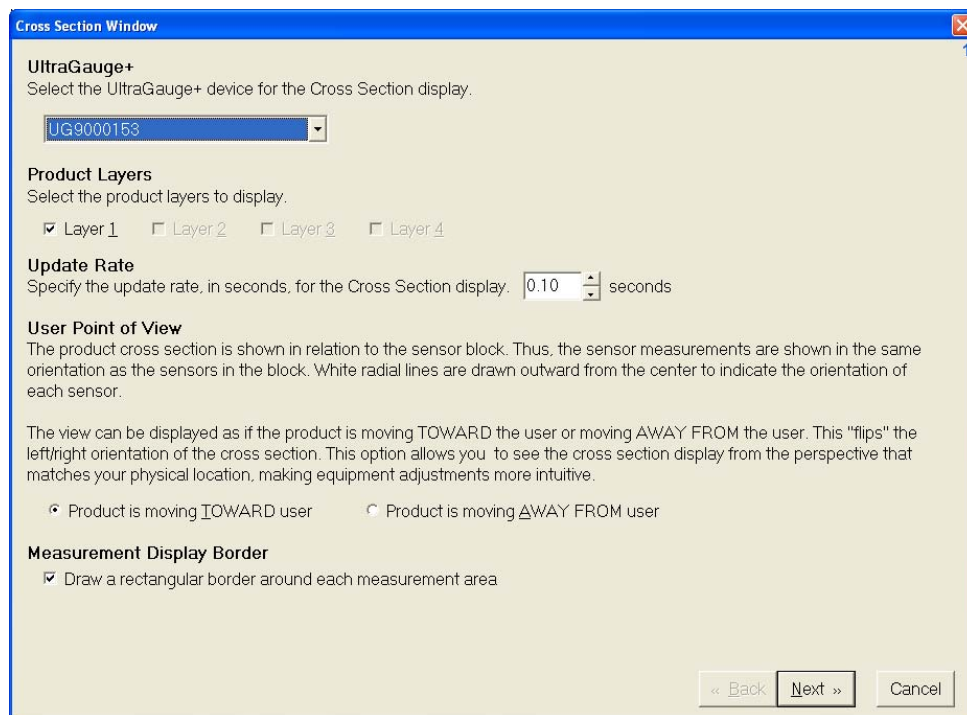 Cross Section Window
UltraGauge+
Select the UltraGauge+ device for the Cross Section display.
UG9000153
Product Layers
Select the product layers to display.
Layer 1 Layer 2 Layer 3 Layer 4
Update Rate
Specify the update rate, in seconds, for the Cross Section display. 0.10 seconds
User Point of View
The product cross section is shown in relation to the sensor block. Thus, the sensor measurements are shown in the same
orientation as the sensors in the block. White radial lines are drawn outward from the center to indicate the orientation of
each sensor.
The view can be displayed as if the product is moving TOWARD the user or moving AWAY FROM the user. This "flips" the
left/right orientation of the cross section. This option allows you to see the cross section display from the perspective that
matches your physical location, making equipment adjustments more intuitive.
Product is moving TOWARD user Product is moving AWAY FROM user
Measurement Display Border
Draw a rectangular border around each measurement area
« Back Next » Cancel